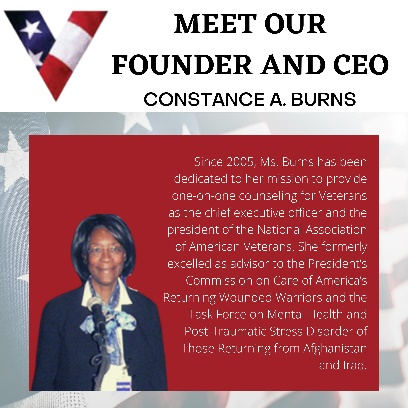 MEET OUR
FOUNDER AND CEO
CONSTANCE A. BURNS
Since 2005, Ms. Burns has been
dedicated to her mission to provide
one-on-one counseling for Veterans
as the chief executive officer and the
president of the National Association
of American Veterans. She formerly
excelled as advisor to the President's
Commission on Care of America's
Returning Wounded Warriors and the
Task Force on Mental Health and
Post-Traumatic Stress Disorder of
Those Returning from Afghanistan
and Iraq.